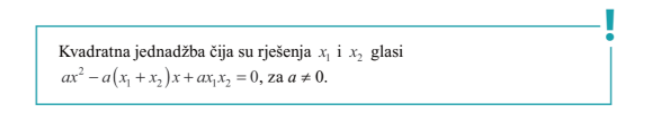 Kvadratna jednadžba čija su rješenja x₁ i x₂ glasi
ax² − a(x₁ + x₂)x + ax₁x₂ = 0, za a ≠ 0.
!